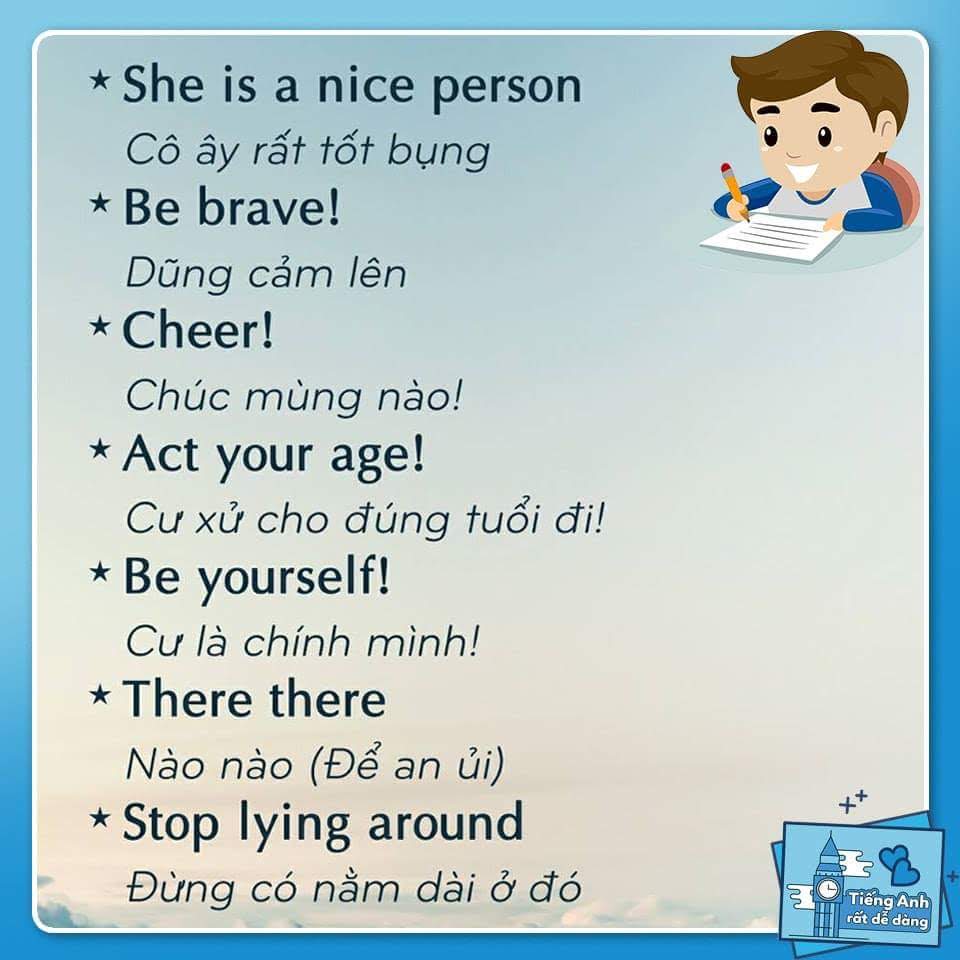 ★ She is a nice person
Cô ây rất tốt bụng
★ Be brave!
Dũng cảm lên
★ Cheer!
Chúc mùng nào!
★ Act your age!
Cư xử cho đúng tuổi đi!
★ Be yourself!
Cư là chính mình!
★ There there
Nào nào (Để an ủi)
★ Stop lying around
Đừng có nằm dài ở đó
Tiếng Anh
rất dễ dàng